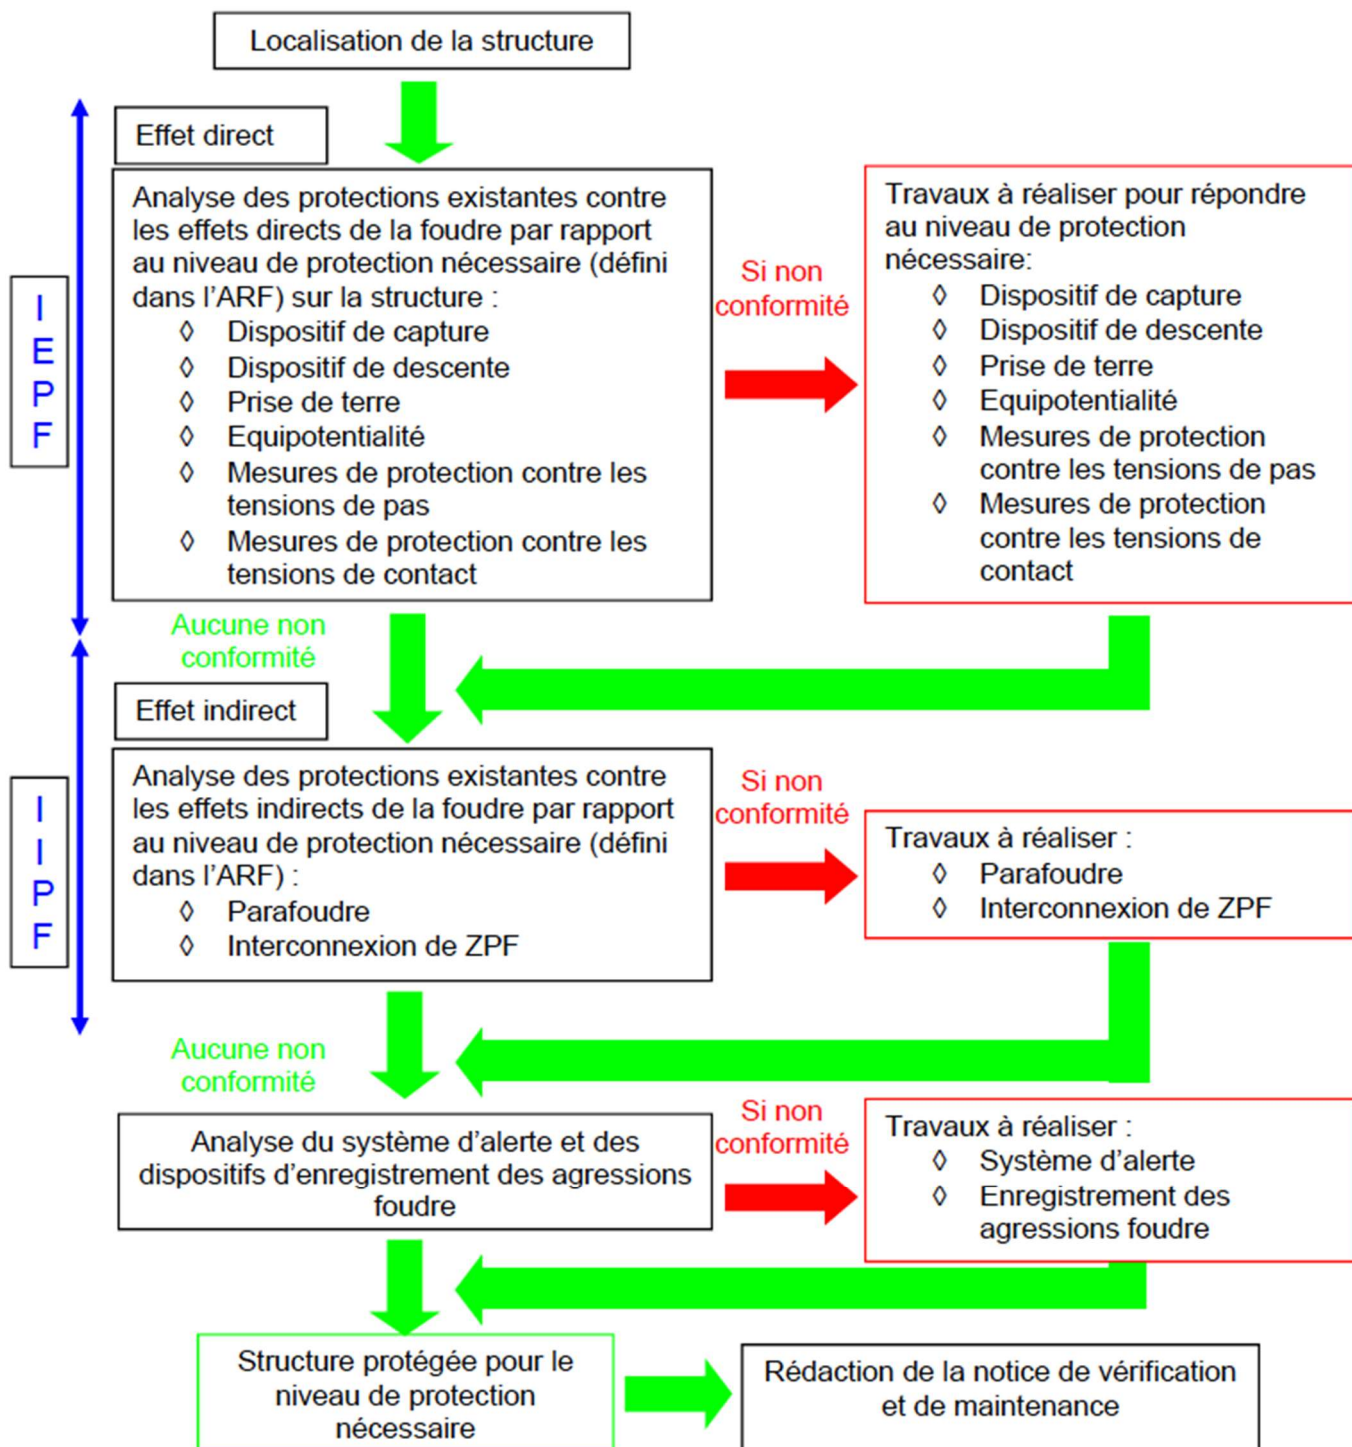 Localisation de la structure
Effet direct
Analyse des protections existantes contre
les effets directs de la foudre par rapport
au niveau de protection nécessaire (défini
dans l'ARF) sur la structure :
◊ Dispositif de capture
◊ Dispositif de descente
◊ Prise de terre
◊ Equipotentialité
◊ Mesures de protection contre les
tensions de pas
◊ Mesures de protection contre les
tensions de contact
Si non
conformité
Travaux à réaliser pour répondre
au niveau de protection
nécessaire:
◊ Dispositif de capture
◊ Dispositif de descente
◊ Prise de terre
◊ Equipotentialité
◊ Mesures de protection
contre les tensions de pas
◊ Mesures de protection
contre les tensions de
contact
I
E
P
F
Aucune non
conformité
Effet indirect
Analyse des protections existantes contre
les effets indirects de la foudre par rapport
au niveau de protection nécessaire (défini
dans l'ARF) :
◊ Parafoudre
◊ Interconnexion de ZPF
Si non
conformité
Travaux à réaliser :
◊ Parafoudre
◊ Interconnexion de ZPF
I
I
P
F
Aucune non
conformité
Analyse du système d'alerte et des
dispositifs d'enregistrement des agressions
foudre
Si non
conformité
Travaux à réaliser :
◊ Système d'alerte
◊ Enregistrement des
agressions foudre
Structure protégée pour le
niveau de protection
nécessaire
Rédaction de la notice de vérification
et de maintenance